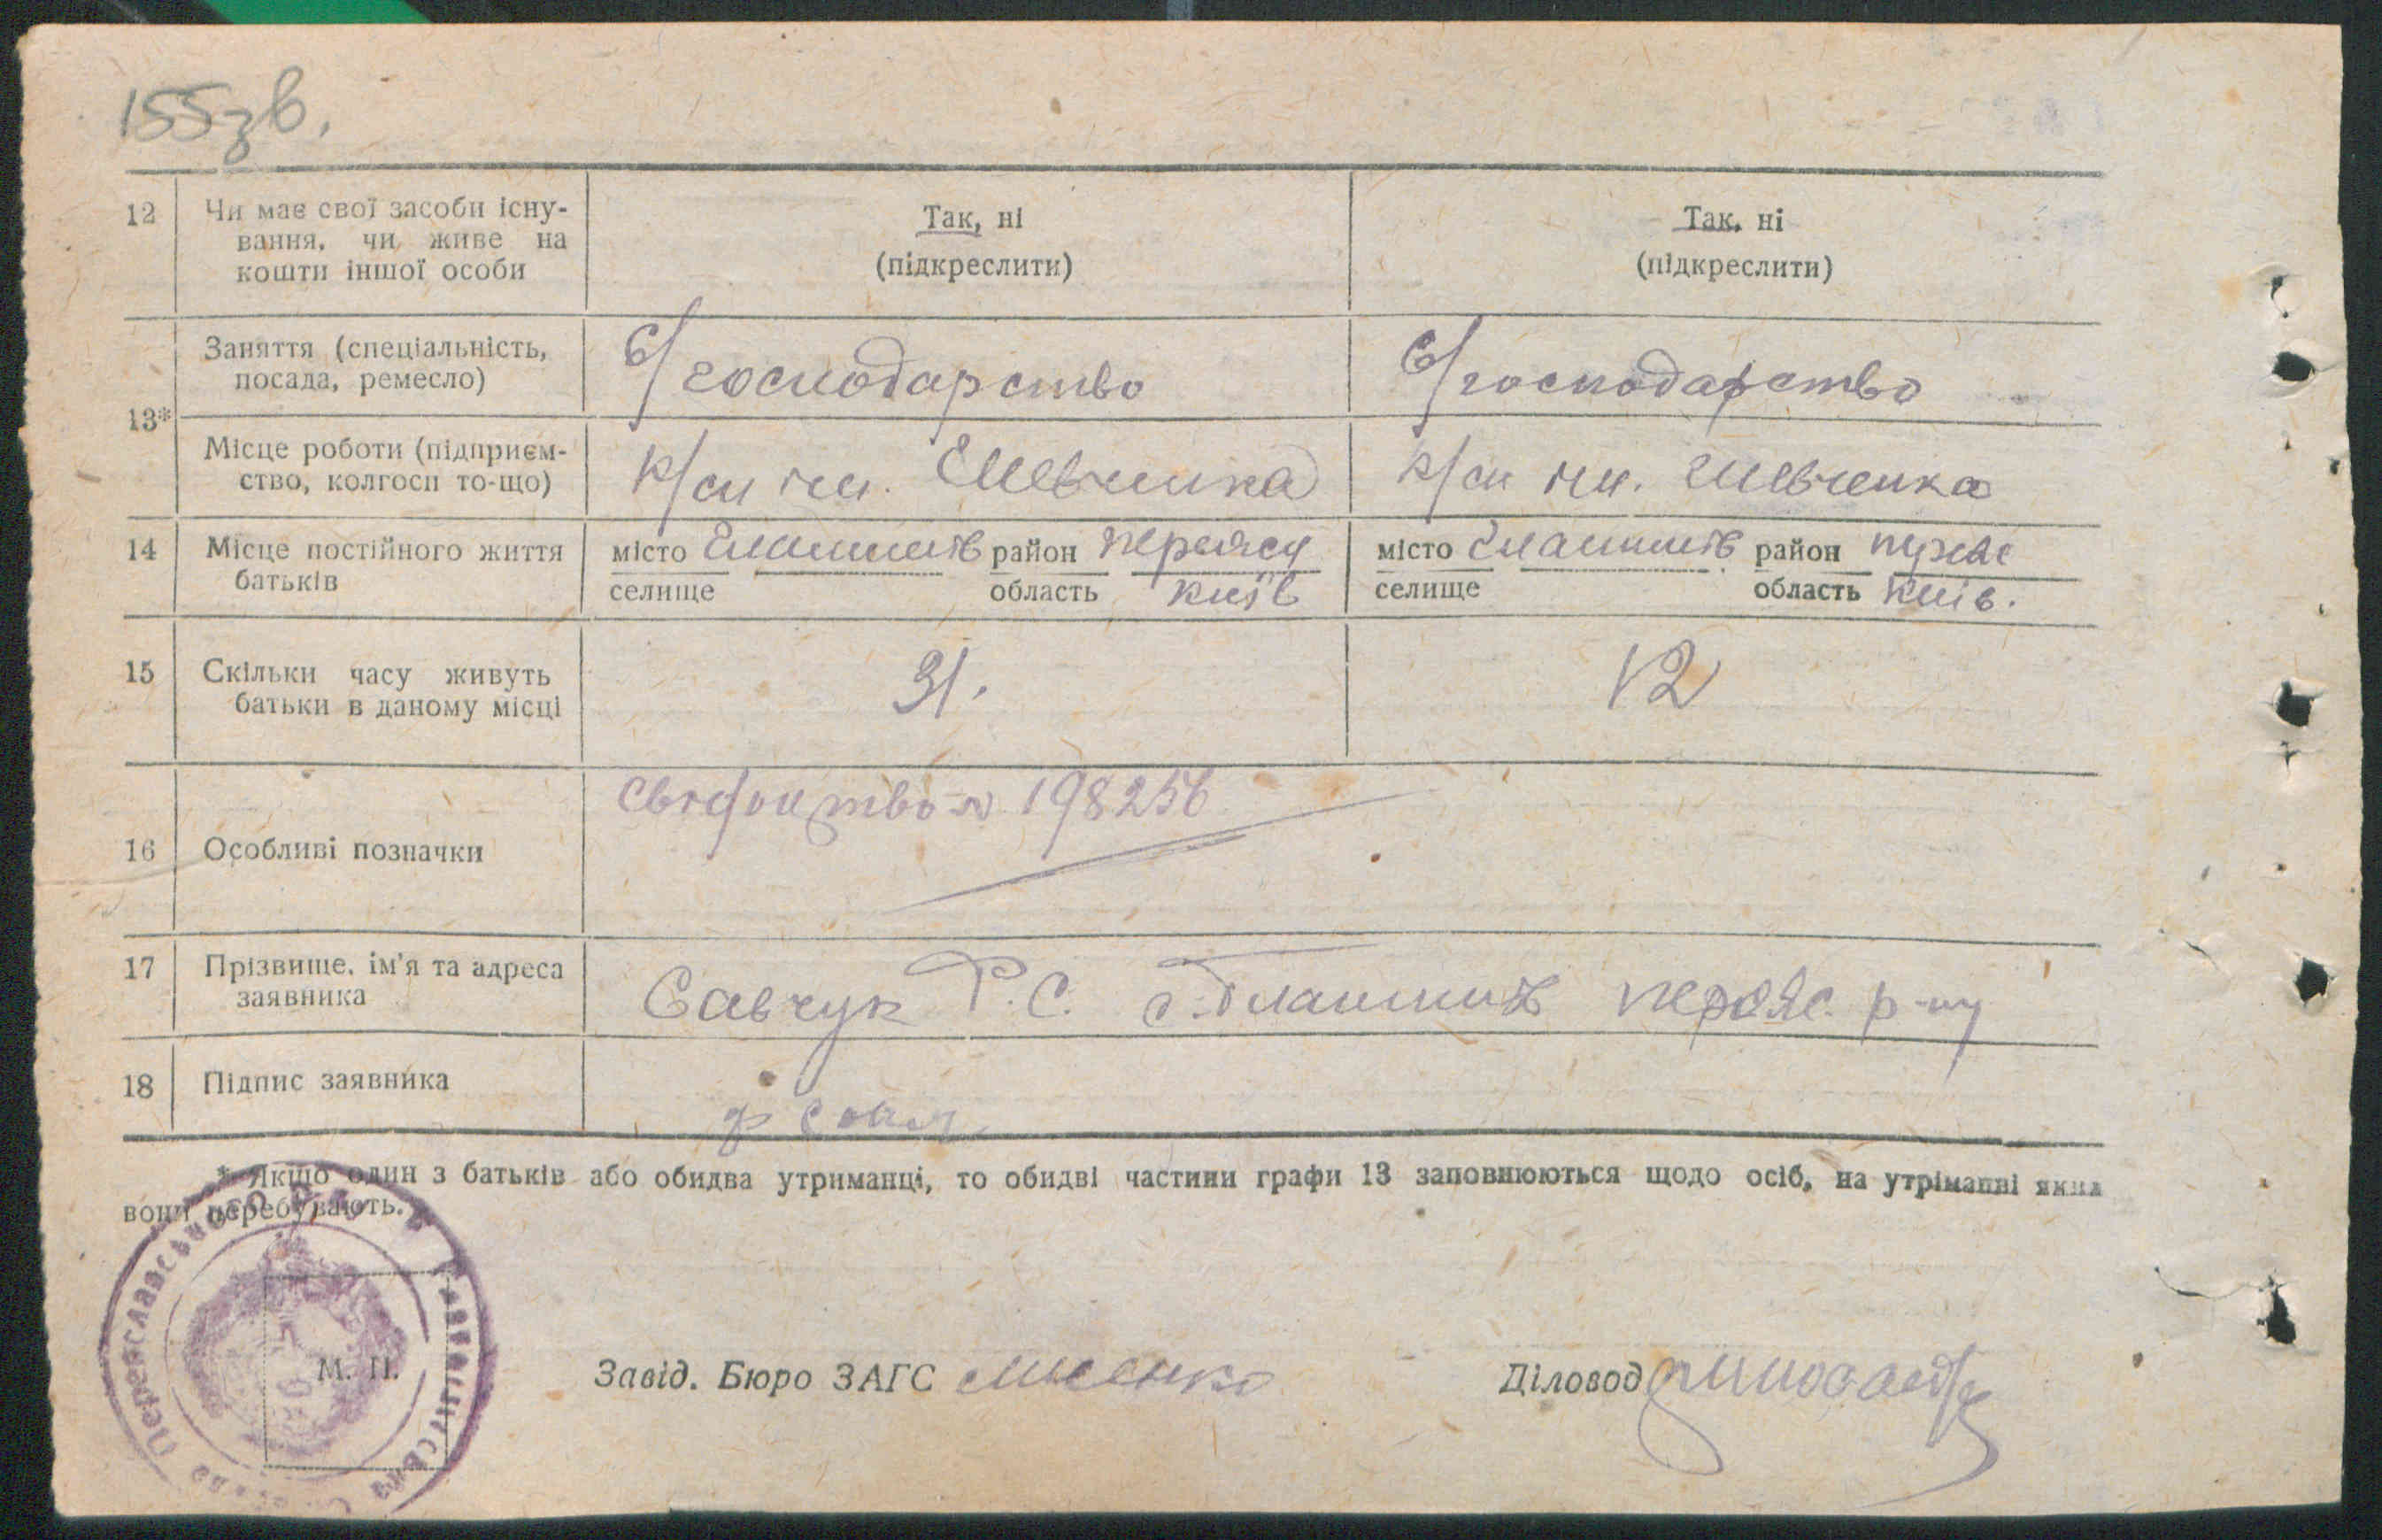 155зв.
12 Чи має свої засоби існу-
вання, чи живе на
кошти іншої особи
Так, ні
(підкреслити)
Так, ні
(підкреслити)
13*
Заняття (спеціальність,
посада, ремесло)
С/господарство
С/господарство
Місце роботи (підприєм-
ство, колгосп то-що)
к/сп ім. Шевченка
к/сп ім. Шевченка
14 Місце постійного життя
батьків
місто район
селище область Київ
місто район
селище область Київ.
15 Скільки часу живуть
батьки в даному місці
31.
12
16 Особливі позначки
198256
17 Прізвище, ім'я та адреса
заявника
Савчук Г. С. с. Переяс. р-ну
18 Підпис заявника
* Якщо один з батьків або обидва утриманці, то обидві частини графи 13 заповнюються щодо осіб, на утріманні яких
вони перебувають.
Переяславського
М. П.
Завід. Бюро ЗАГС
Діловод